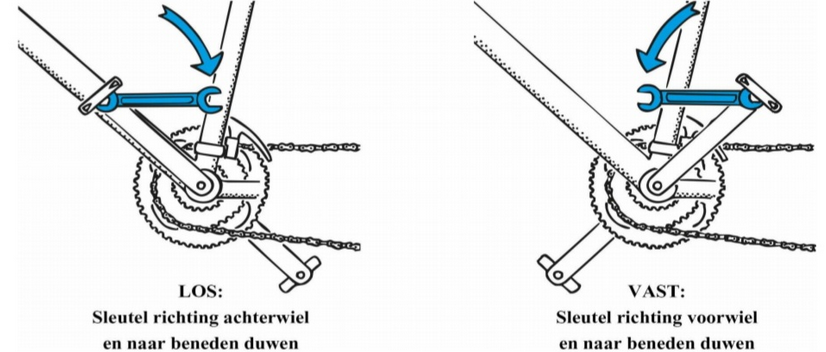 LOS:
Sleutel richting achterwiel
en naar beneden duwen
VAST:
Sleutel richting voorwiel
en naar beneden duwen